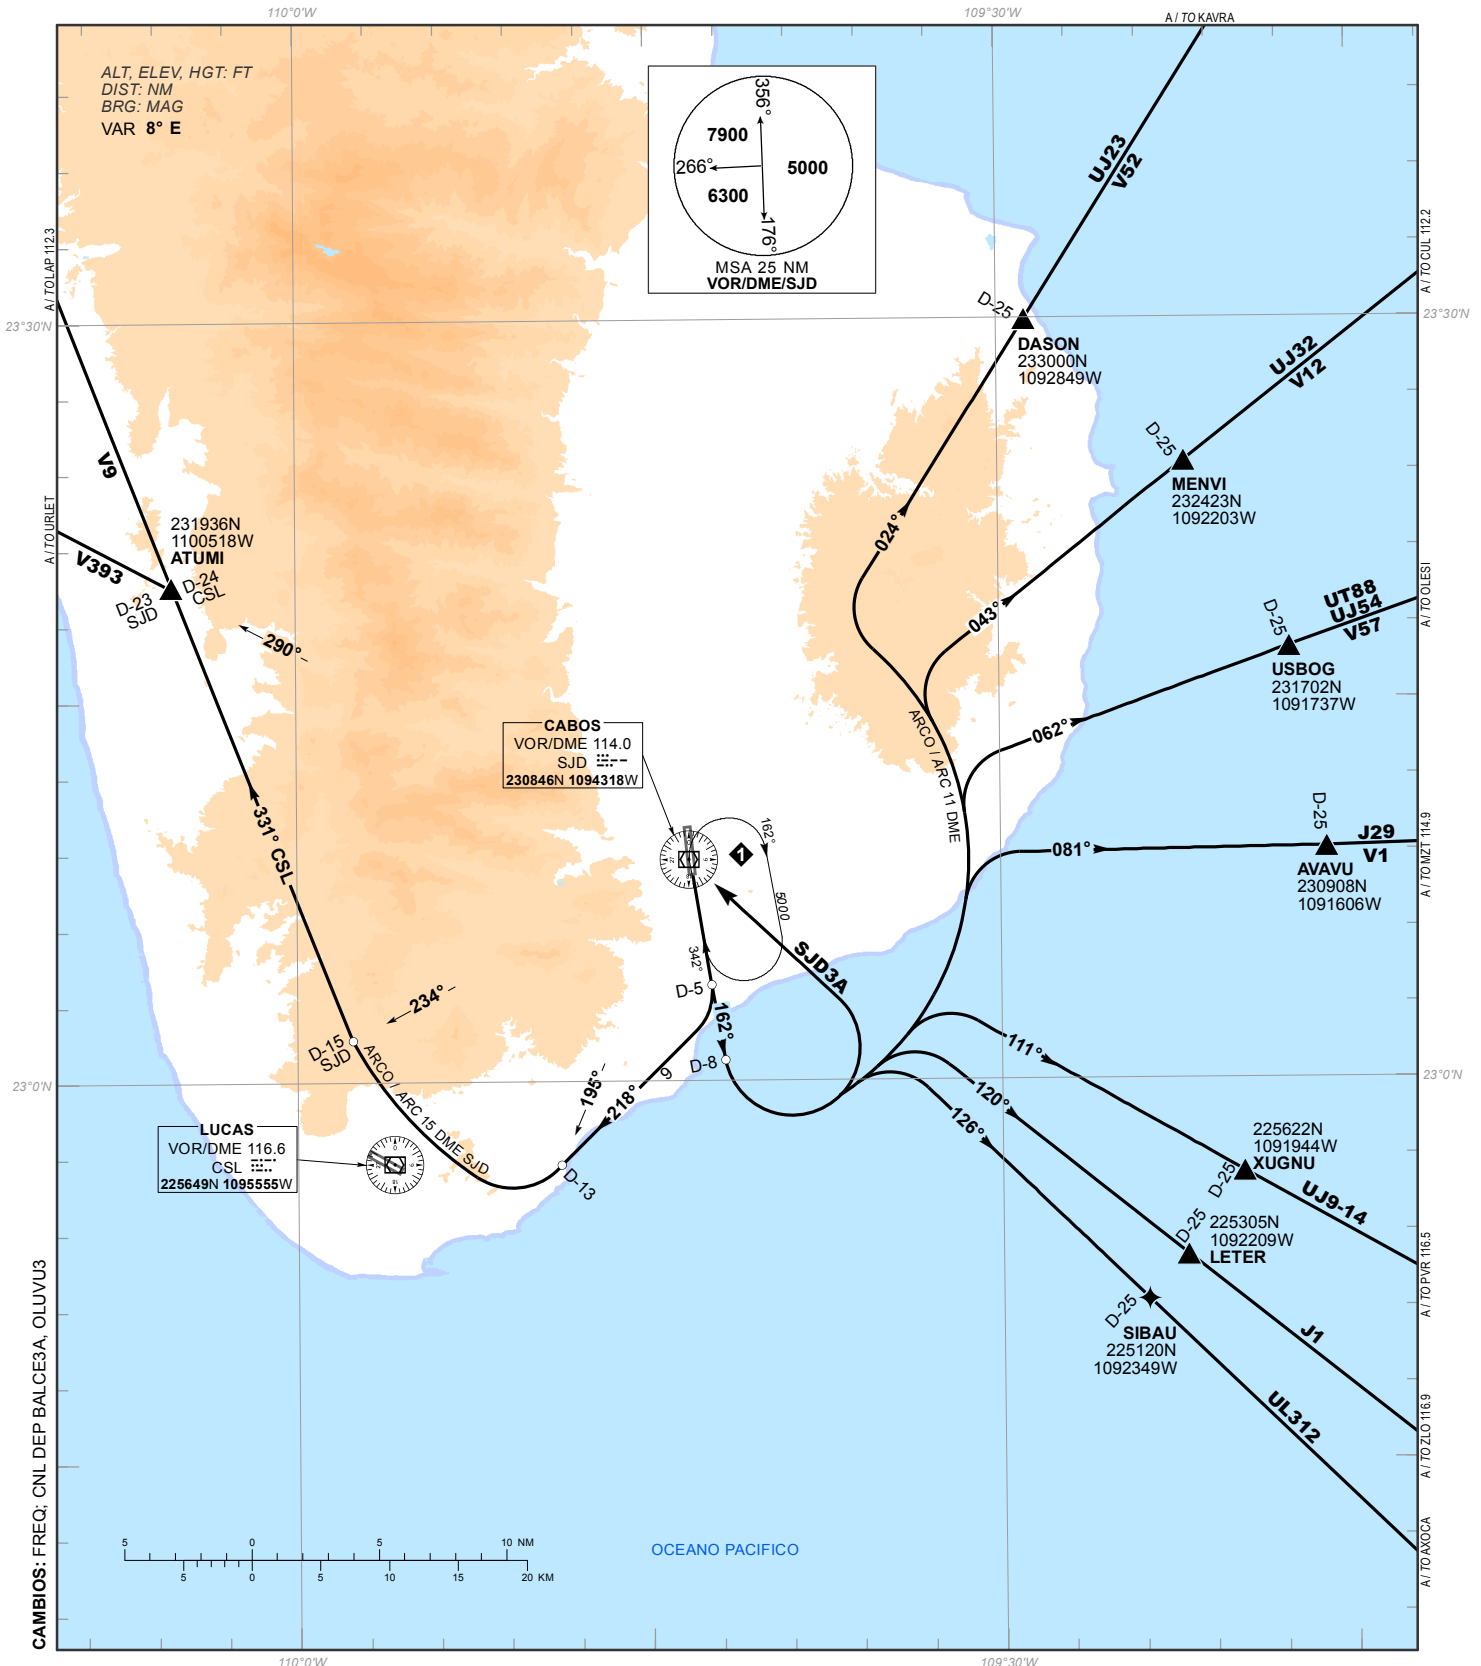 110°0'W
109°30'W
A / TO KAVRA
ALT, ELEV, HGT: FT
DIST: NM
BRG: MAG
VAR 8° E
356°
7900
266°
5000
6300
176°
MSA 25 NM
VOR/DME/SJD
UJ23
V52
A / TO LAP 112.3
A / TO CUL 112.2
23°30'N
23°30'N
D-25
DASON
233000N
1092849W
UJ32
V12
D-25
MENVI
232423N
1092203W
V9
A / TO URLET
231936N
1100518W
ATUMI
V393
D-24
CSL
D-23
SJD
024°
043°
290°
UT88
UJ54
V57
A / TO OLESI
D-25
USBOG
231702N
1091737W
CABOS
VOR/DME 114.0
SJD
230846N 1094318W
ARCO / ARC 11 DME
062°
331° CSL
162°
1
5000
342°
081°
D-25
J29
V1
A / TO MZT 114.9
AVAVU
230908N
1091606W
SJD3A
234°
D-5
162°
D-8
D-15
SJD
ARCO / ARC 15 DME SJD
23°0'N
23°0'N
195°
218°
9
111°
120°
126°
LUCAS
VOR/DME 116.6
CSL
225649N 1095555W
D-13
225622N
1091944W
XUGNU
D-25
UJ9-14
D-25
225305N
1092209W
LETER
A / TO PVR 116.5
D-25
SIBAU
225120N
1092349W
J1
UL312
A / TO ZLO 116.9
A / TO AXOCA
CAMBIOS: FREQ; CNL DEP BALCE3A, OLUVU3
5 0 5 10 NM
5 0 5 10 15 20 KM
OCEANO PACIFICO
110°0'W
109°30'W